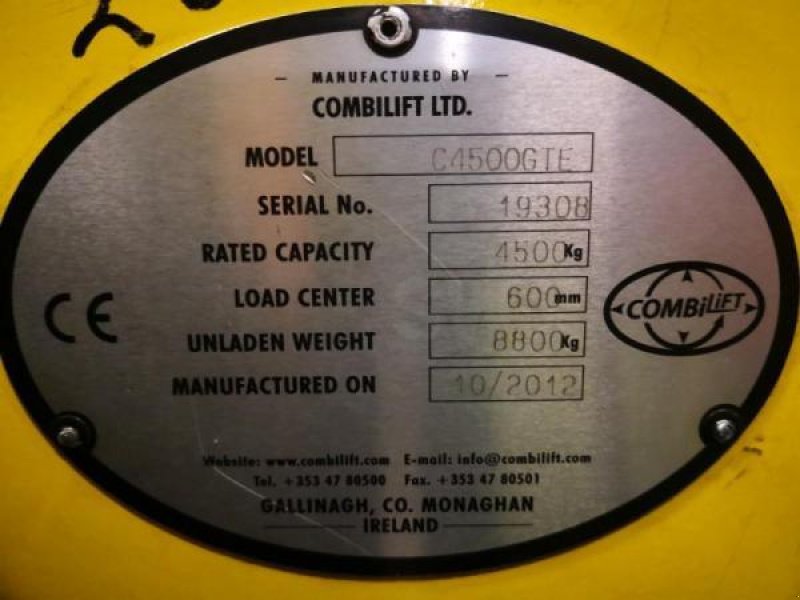 — MANUFACTURED BY —
COMBILIFT LTD.
MODEL C4500GTE
SERIAL No. 19308
RATED CAPACITY 4500Kg
LOAD CENTER 600mm
UNLADEN WEIGHT 8800Kg
MANUFACTURED ON 10/2012
CE
COMBiLiFT
Website: www.combilift.com E-mail: info@combilift.com
Tel. +353 47 80500 Fax. +353 47 80501
GALLINAGH, CO. MONAGHAN
IRELAND